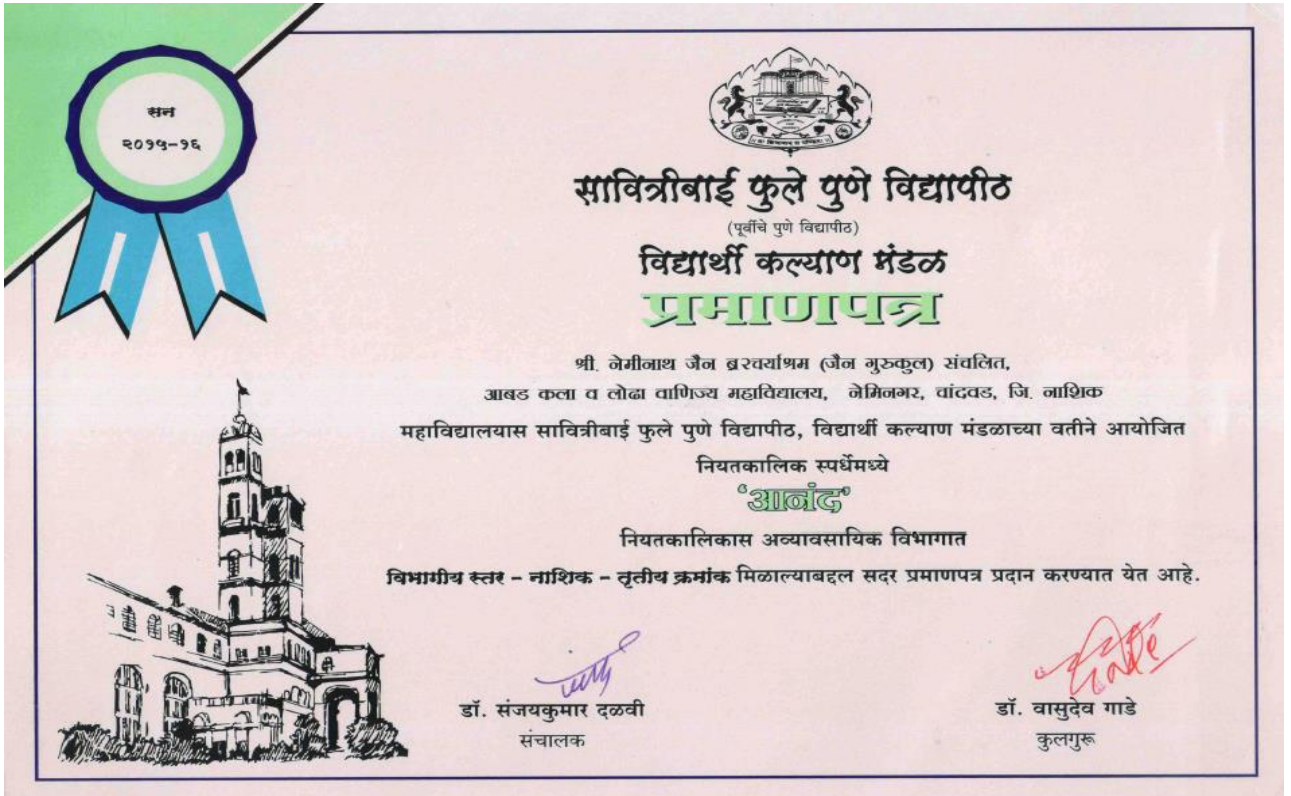 सन
२०१५-१६
सावित्रीबाई फुले पुणे विद्यापीठ
(पूर्वीचे पुणे विद्यापीठ)
विद्यार्थी कल्याण मंडळ
प्रमाणपत्र
श्री. नेमीनाथ जैन ब्रह्मचर्याश्रम (जैन गुरुकुल) संचलित,
आबड कला व लोढा वाणिज्य महाविद्यालय, नेमिनगर, चांदवड, जि. नाशिक
महाविद्यालयास सावित्रीबाई फुले पुणे विद्यापीठ, विद्यार्थी कल्याण मंडळाच्या वतीने आयोजित
नियतकालिक स्पर्धेमध्ये
‘आनंद’
नियतकालिकास अव्यावसायिक विभागात
विभागीय स्तर - नाशिक - तृतीय क्रमांक मिळाल्याबद्दल सदर प्रमाणपत्र प्रदान करण्यात येत आहे.
डॉ. संजयकुमार दळवी
संचालक
डॉ. वासुदेव गाडे
कुलगुरू